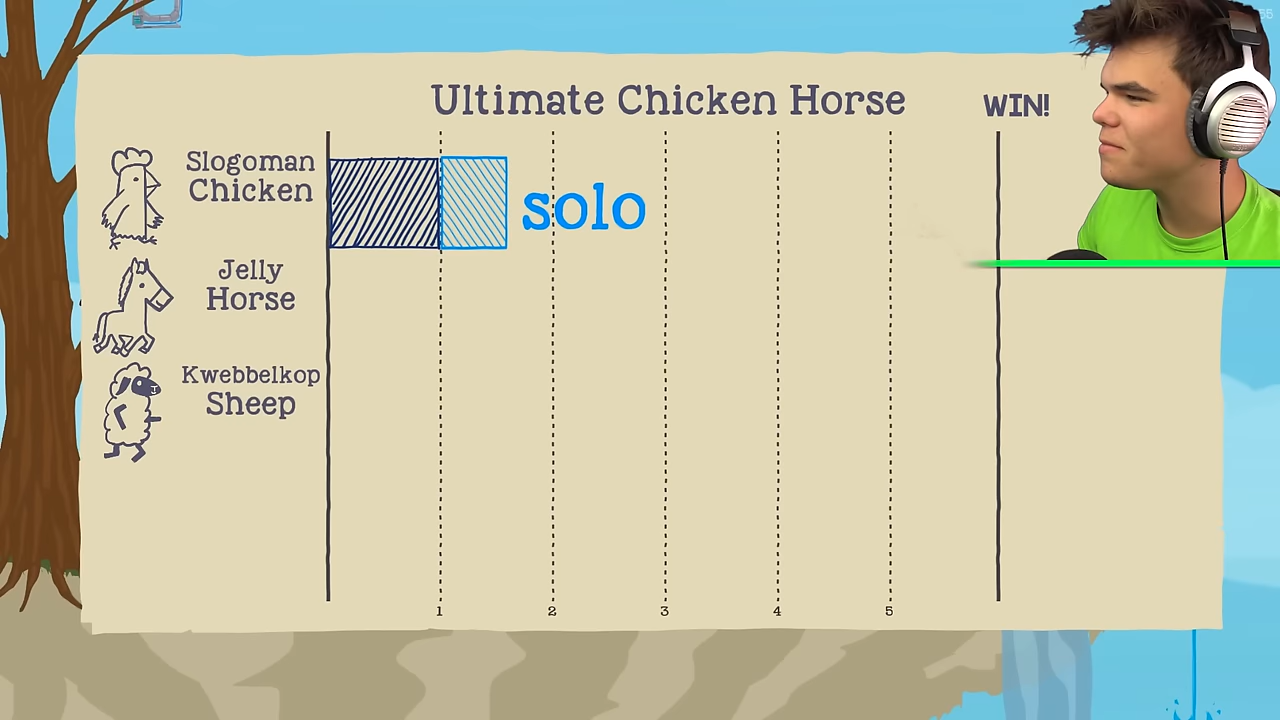 Ultimate Chicken Horse
WIN!
Slogoman
Chicken
solo
Jelly
Horse
Kwebbelkop
Sheep
1 2 3 4 5